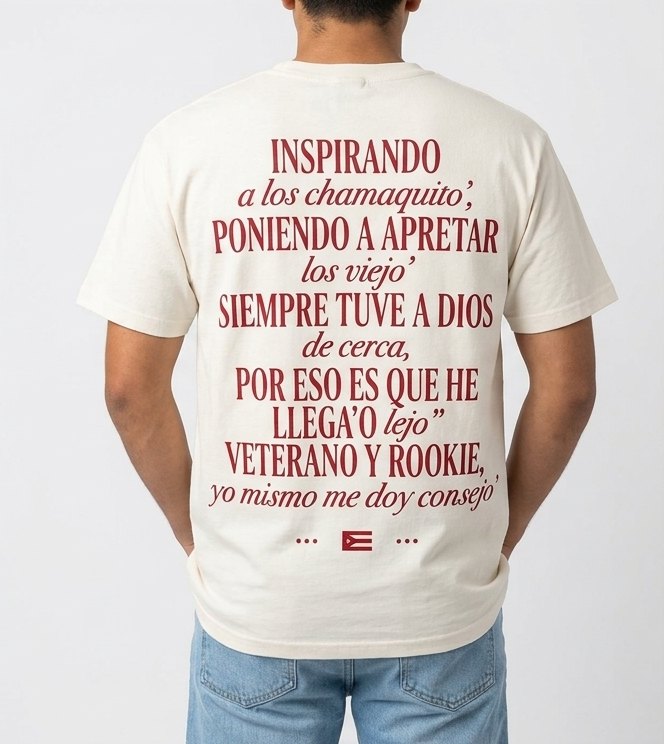 INSPIRANDO
a los chamaquito’,
PONIENDO A APRETAR
los viejo’
SIEMPRE TUVE A DIOS
de cerca,
POR ESO ES QUE HE
LLEGA’O lejo”
VETERANO Y ROOKIE,
yo mismo me doy consejo’